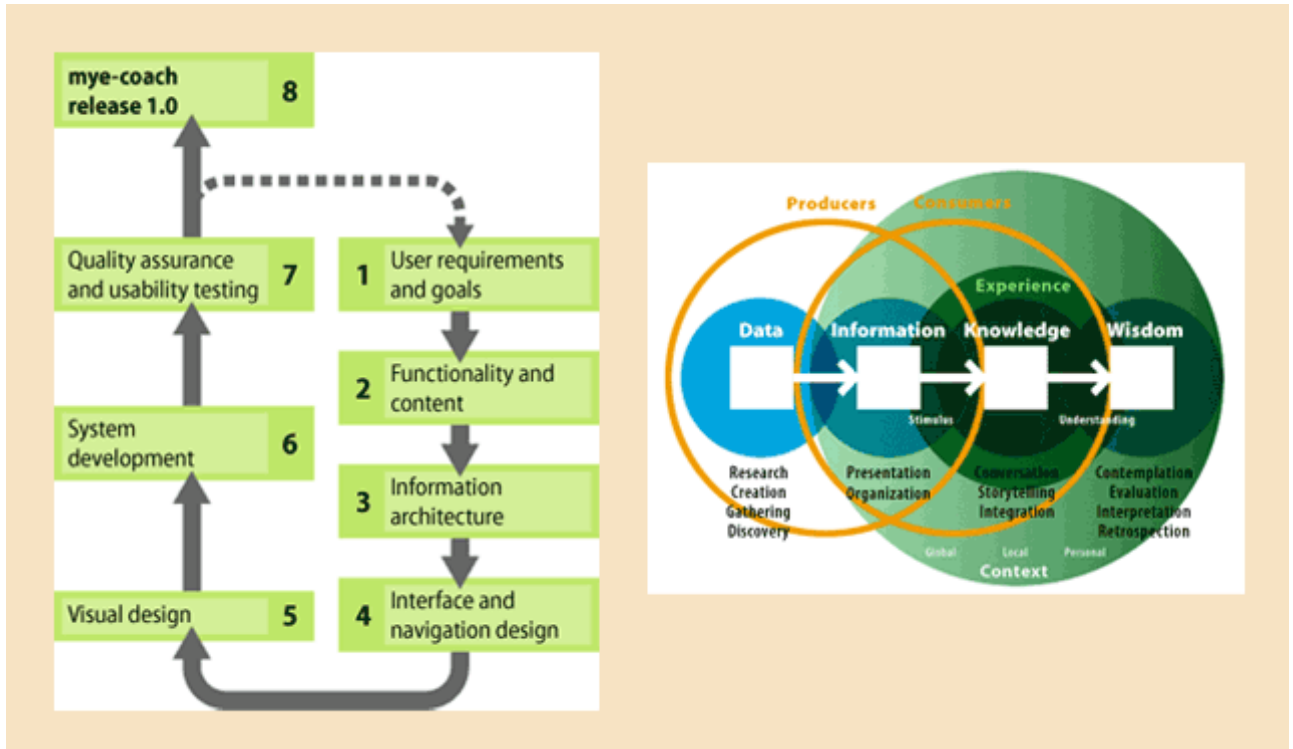 mye-coach
release 1.0
8
Quality assurance
and usability testing
7
System
development
6
Visual design
5
1
User requirements
and goals
2
Functionality and
content
3
Information
architecture
4
Interface and
navigation design
Producers
Consumers
Experience
Data
Information
Knowledge
Wisdom
Stimulus
Understanding
Research
Creation
Gathering
Discovery
Presentation
Organization
Conversation
Storytelling
Integration
Contemplation
Evaluation
Interpretation
Retrospection
Global
Local
Personal
Context